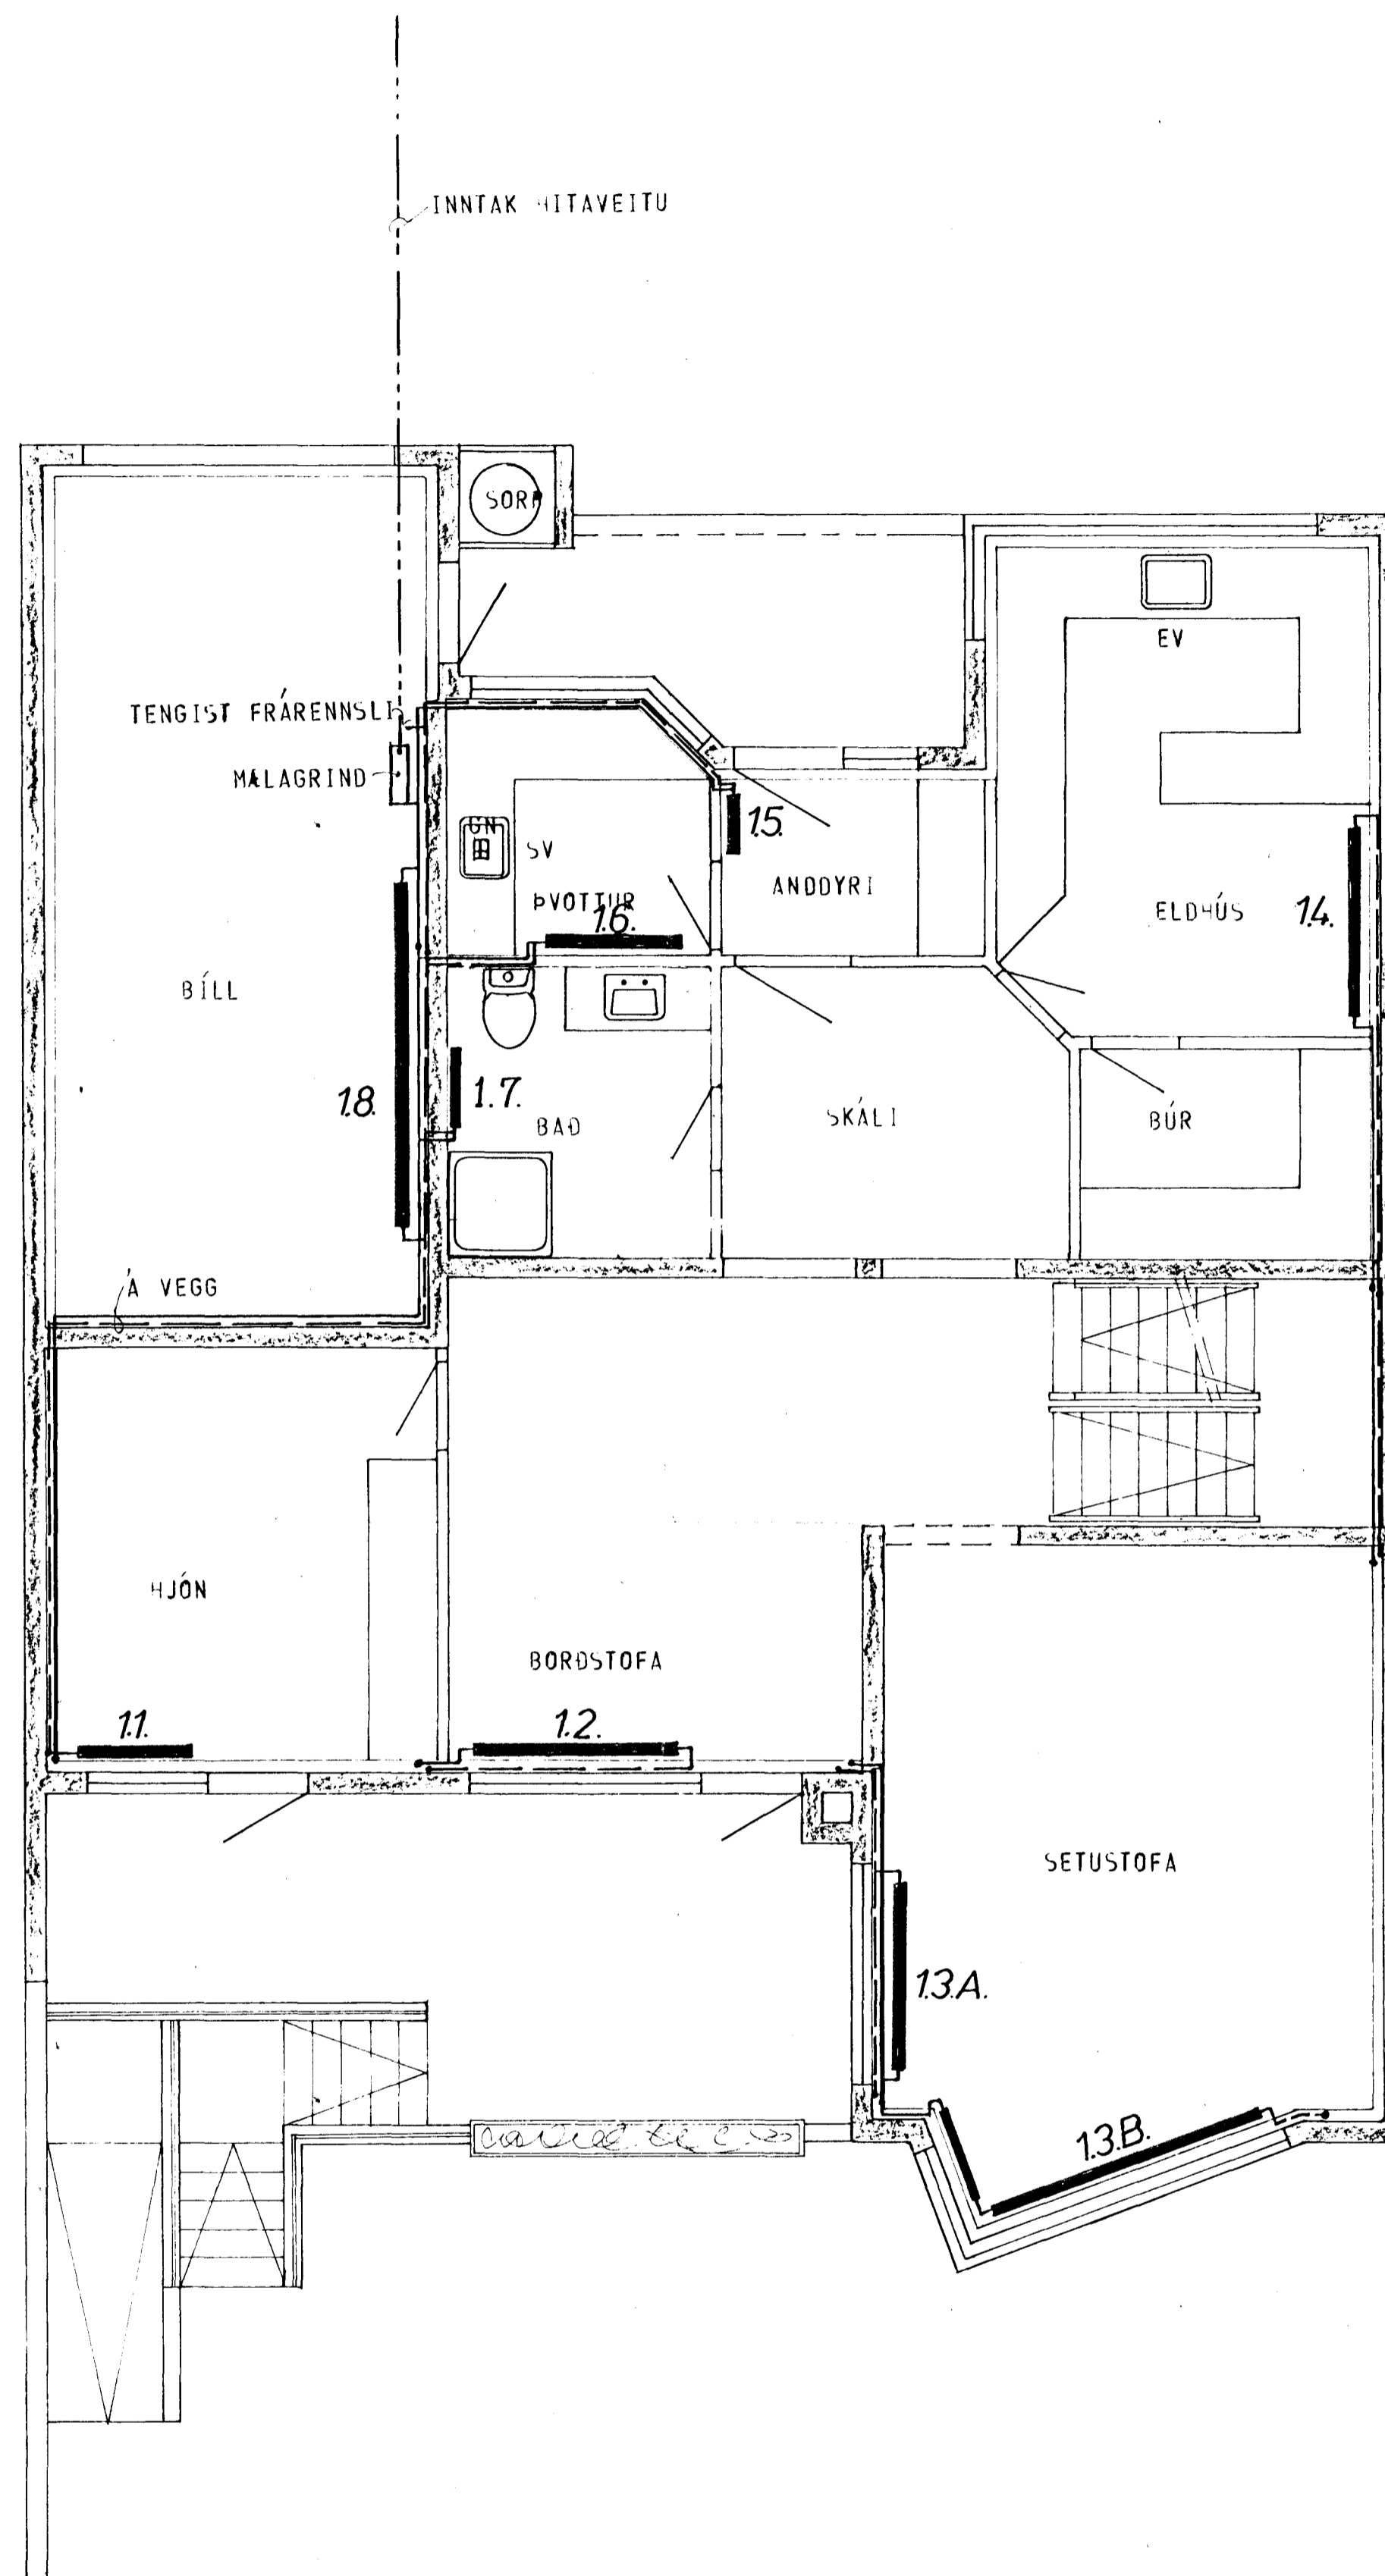 INNTAK HITAVEITU
SORP
EV
TENGIST FRÁRENNSLI
MÆLAGRIND
1.5.
GN
SV
ANDDYRI
ÞVOTTUR
1.6.
ELDHÚS
1.4.
BÍLL
1.8.
1.7.
BAÐ
SKÁLI
BÚR
Á VEGG
HJÓN
BORÐSTOFA
1.1.
1.2.
SETUSTOFA
1.3.A.
1.3.B.